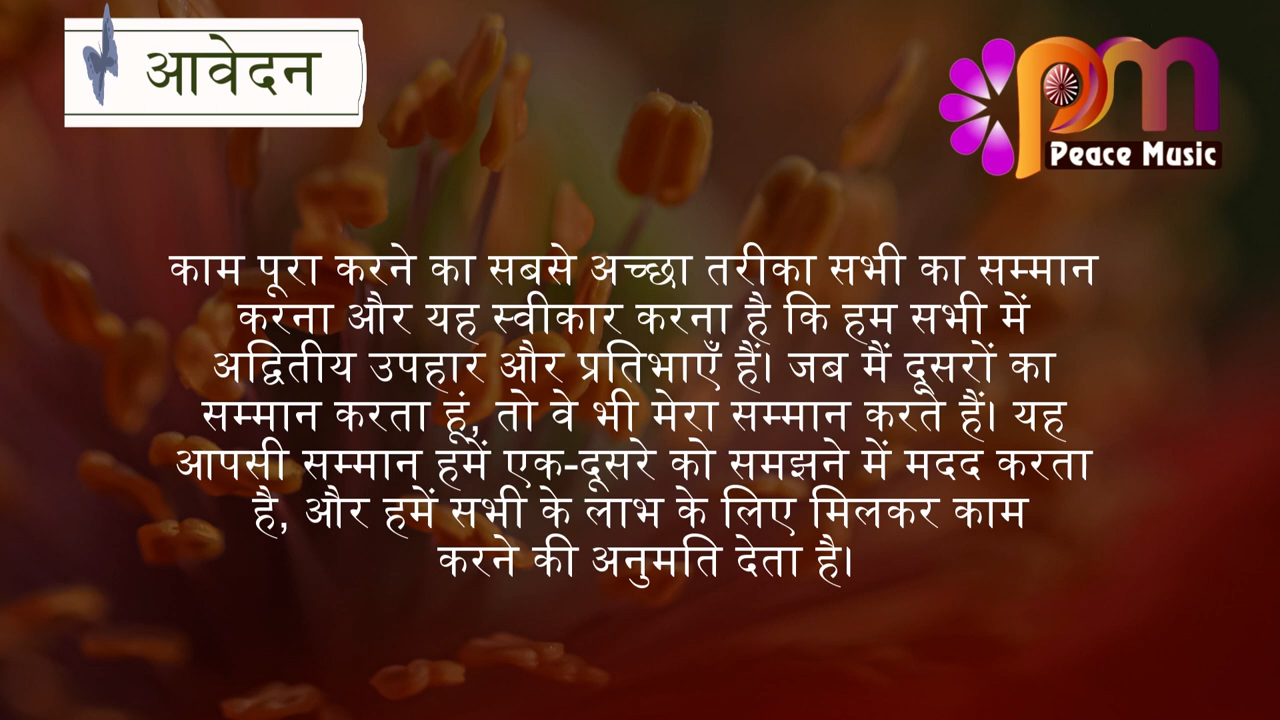 आवेदन
pm
Peace Music
काम पूरा करने का सबसे अच्छा तरीका सभी का सम्मान
करना और यह स्वीकार करना है कि हम सभी में
अद्वितीय उपहार और प्रतिभाएँ हैं। जब मैं दूसरों का
सम्मान करता हूं, तो वे भी मेरा सम्मान करते हैं। यह
आपसी सम्मान हमें एक-दूसरे को समझने में मदद करता
है, और हमें सभी के लाभ के लिए मिलकर काम
करने की अनुमति देता है।